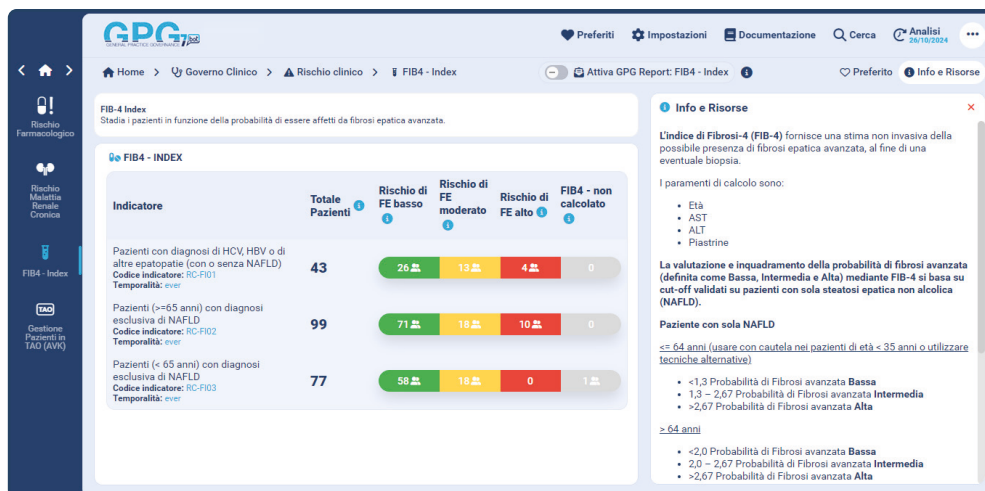 GPG7bot
GENERAL PRACTICE GOVERNANCE
Preferiti
Impostazioni
Documentazione
Cerca
Analisi
26/10/2024
Home > Governo Clinico > Rischio clinico > FIB4 - Index
Attiva GPG Report: FIB4 - Index
Preferito
Info e Risorse
Rischio
Farmacologico
Rischio
Malattia
Renale
Cronica
FIB4 - Index
TAO
Gestione
Pazienti in
TAO (AVK)
FIB-4 Index
Stadia i pazienti in funzione della probabilità di essere affetti da fibrosi epatica avanzata.
FIB4 - INDEX
Indicatore
Totale
Pazienti
Rischio di
FE basso
Rischio di
FE
moderato
Rischio di
FE alto
FIB4 - non
calcolato
Pazienti con diagnosi di HCV, HBV o di
altre epatopatie (con o senza NAFLD)
Codice indicatore: RC-FI01
Temporalità: ever
43
26
13
4
0
Pazienti (>=65 anni) con diagnosi
esclusiva di NAFLD
Codice indicatore: RC-FI02
Temporalità: ever
99
71
18
10
0
Pazienti (< 65 anni) con diagnosi
esclusiva di NAFLD
Codice indicatore: RC-FI03
Temporalità: ever
77
58
18
0
1
Info e Risorse
L'indice di Fibrosi-4 (FIB-4) fornisce una stima non invasiva della
possibile presenza di fibrosi epatica avanzata, al fine di una
eventuale biopsia.
I paramenti di calcolo sono:
• Età
• AST
• ALT
• Piastrine
La valutazione e inquadramento della probabilità di fibrosi avanzata
(definita come Bassa, Intermedia e Alta) mediante FIB-4 si basa su
cut-off validati su pazienti con sola steatosi epatica non alcolica
(NAFLD).
Paziente con sola NAFLD
<= 64 anni (usare con cautela nei pazienti di età < 35 anni o utilizzare
tecniche alternative)
• <1,3 Probabilità di Fibrosi avanzata Bassa
• 1,3 – 2,67 Probabilità di Fibrosi avanzata Intermedia
• >2,67 Probabilità di Fibrosi avanzata Alta
> 64 anni
• <2,0 Probabilità di Fibrosi avanzata Bassa
• 2,0 – 2,67 Probabilità di Fibrosi avanzata Intermedia
• >2,67 Probabilità di Fibrosi avanzata Alta